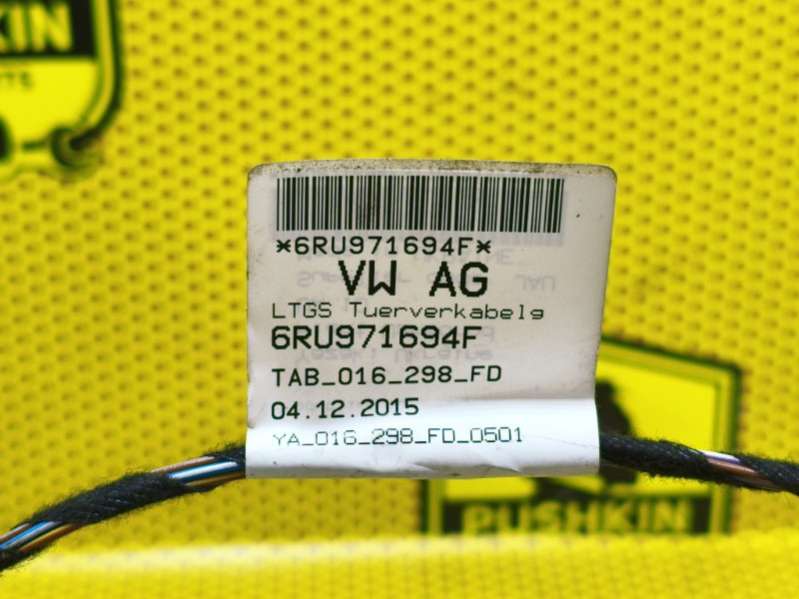 KIN
*6RU971694F*
VW AG
LTGS Tuerverkabelg
6RU971694F
TAB_016_298_FD
04.12.2015
YA_016_298_FD_0501
PUSHKIN